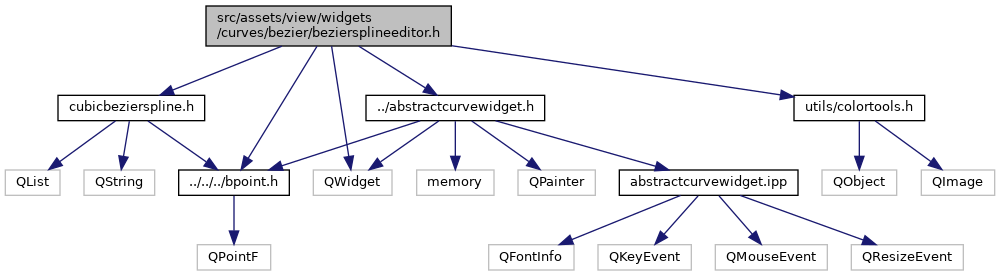 src/assets/view/widgets
/curves/bezier/beziersplineeditor.h
cubicbezierspline.h
../abstractcurvewidget.h
utils/colortools.h
QList
QString
../../../bpoint.h
QWidget
memory
QPainter
abstractcurvewidget.ipp
QObject
QImage
QPointF
QFontInfo
QKeyEvent
QMouseEvent
QResizeEvent